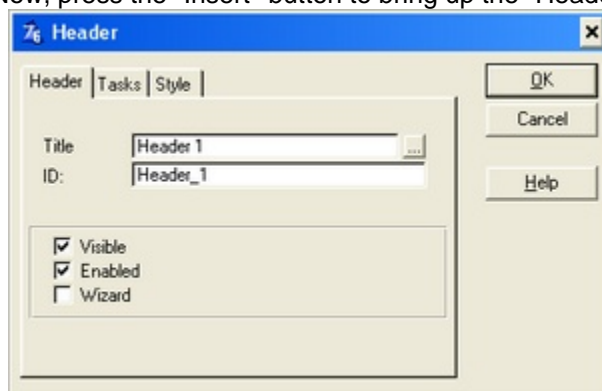 Now, press the "Insert" button to bring up the "Heade
Header
Header Tasks Style
OK
Cancel
Help
Title Header 1 ...
ID: Header_1
Visible
Enabled
Wizard